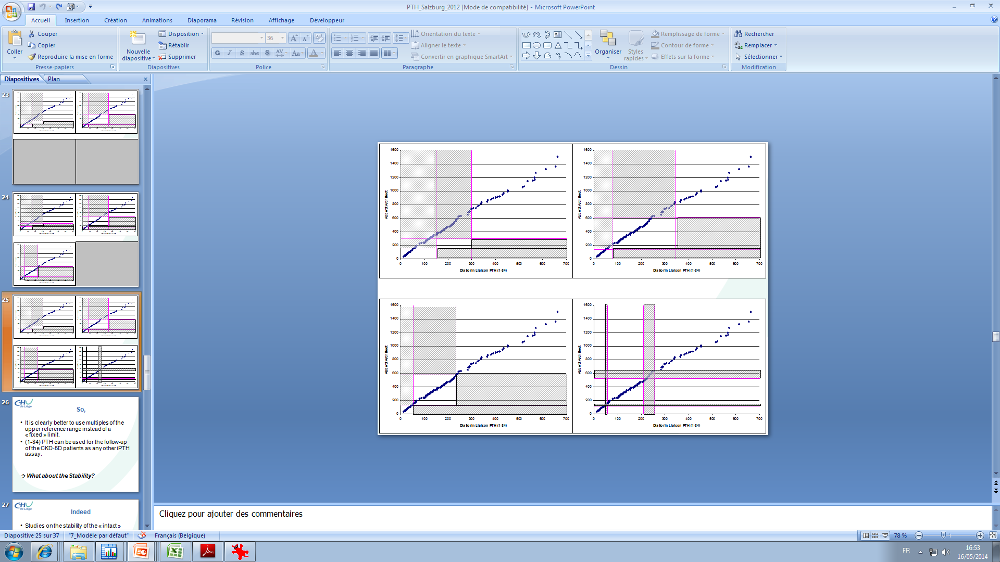 PTH_Salzburg_2012 [Mode de compatibilité] - Microsoft PowerPoint
Accueil Insertion Création Animations Diaporama Révision Affichage Développeur
Coller
Couper
Copier
Reproduire la mise en forme
Presse-papiers
Nouvelle diapositive
Disposition
Rétablir
Supprimer
Diapositives
36
G I S abc S AV Aa A
Police
Orientation du texte
Aligner le texte
Convertir en graphique SmartArt
Paragraphe
Organiser
Styles rapides
Remplissage de forme
Contour de forme
Effets sur la forme
Dessin
Rechercher
Remplacer
Sélectionner
Modification
Diapositives Plan x
23
24
25
26
CHU de Liège
So,
• It is clearly better to use multiples of the
upper reference range instead of a
« fixed » limit.
• (1-84) PTH can be used for the follow-up
of the CKD-5D patients as any other iPTH
assay.
→ What about the Stability?
27
CHU de Liège
Indeed
• Studies on the stability of the « intact »
1600
1400
1200
1000
800
600
400
200
0
Abbott Architect
0 100 200 300 400 500 600 700
DiaSorin Liaison PTH (1-84)
1600
1400
1200
1000
800
600
400
200
0
Abbott Architect
0 100 200 300 400 500 600 700
DiaSorin Liaison PTH (1-84)
1600
1400
1200
1000
800
600
400
200
0
Abbott Architect
0 100 200 300 400 500 600 700
DiaSorin Liaison PTH (1-84)
1600
1400
1200
1000
800
600
400
200
0
Abbott Architect
0 100 200 300 400 500 600 700
DiaSorin Liaison PTH (1-84)
Cliquez pour ajouter des commentaires
Diapositive 25 sur 37 "7_Modèle par défaut" Français (Belgique) 78 %
FR
16:53
16/05/2014